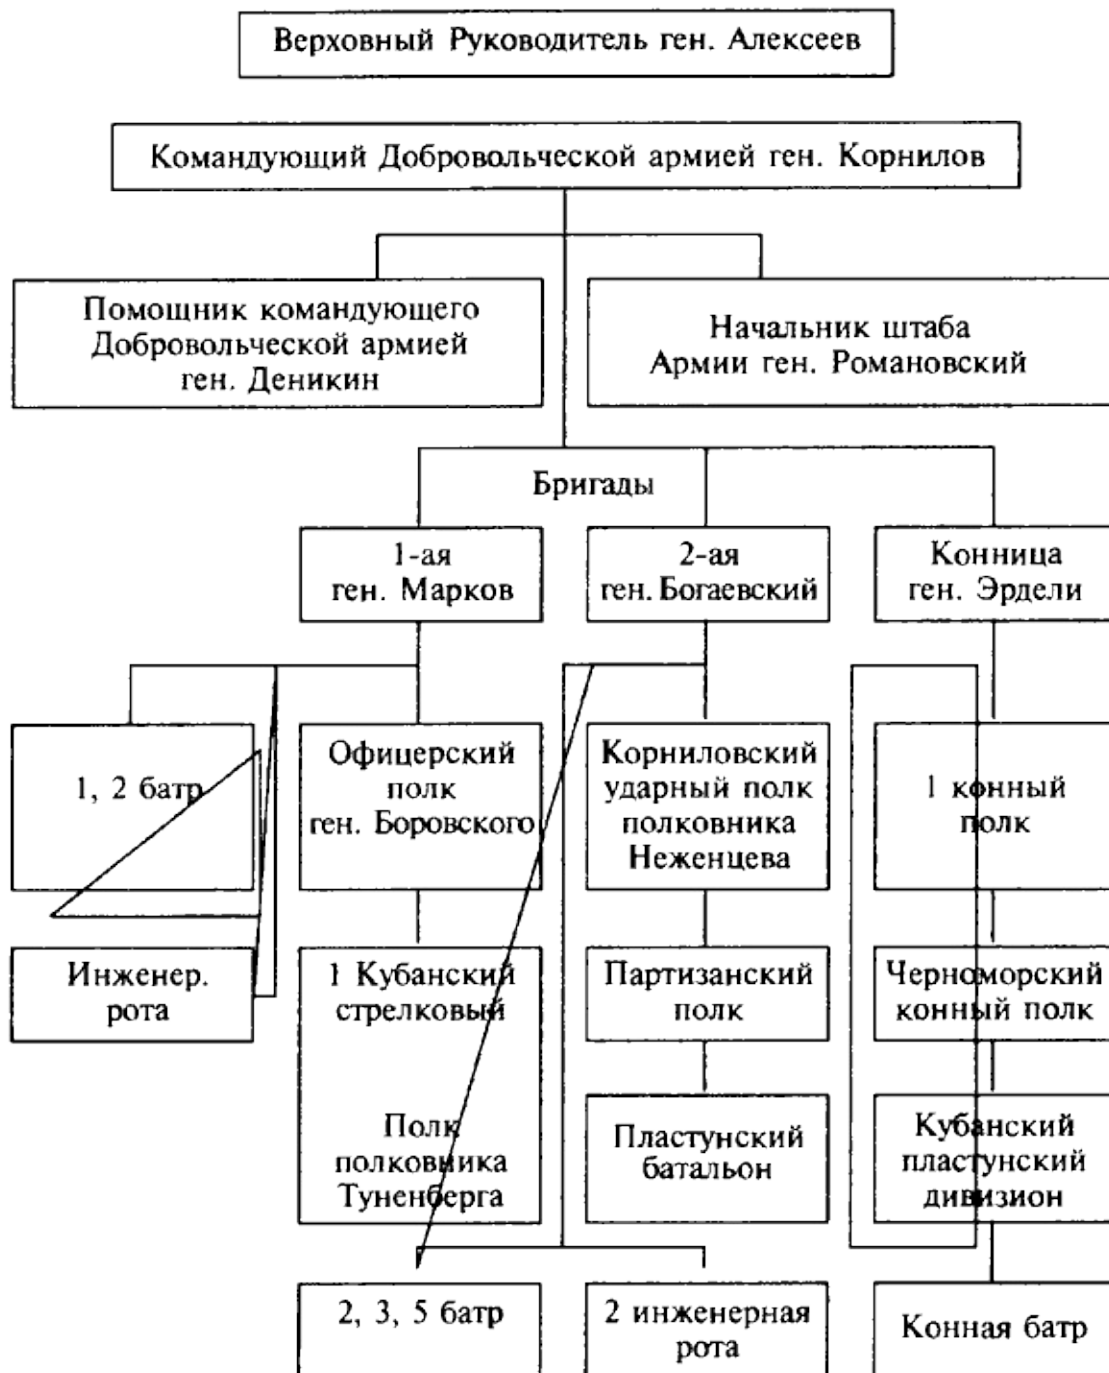 Верховный Руководитель ген. Алексеев
Командующий Добровольческой армией ген. Корнилов
Помощник командующего
Добровольческой армией
ген. Деникин
Начальник штаба
Армии ген. Романовский
Бригады
1-ая
ген. Марков
2-ая
ген. Богаевский
Конница
ген. Эрдели
1, 2 батр
Офицерский
полк
ген. Боровского
Корниловский
ударный полк
полковника
Неженцева
1 конный
полк
Инженер.
рота
1 Кубанский
стрелковый
Полк
полковника
Туненберга
Партизанский
полк
Черноморский
конный полк
Пластунский
батальон
Кубанский
пластунский
дивизион
2, 3, 5 батр
2 инженерная
рота
Конная батр